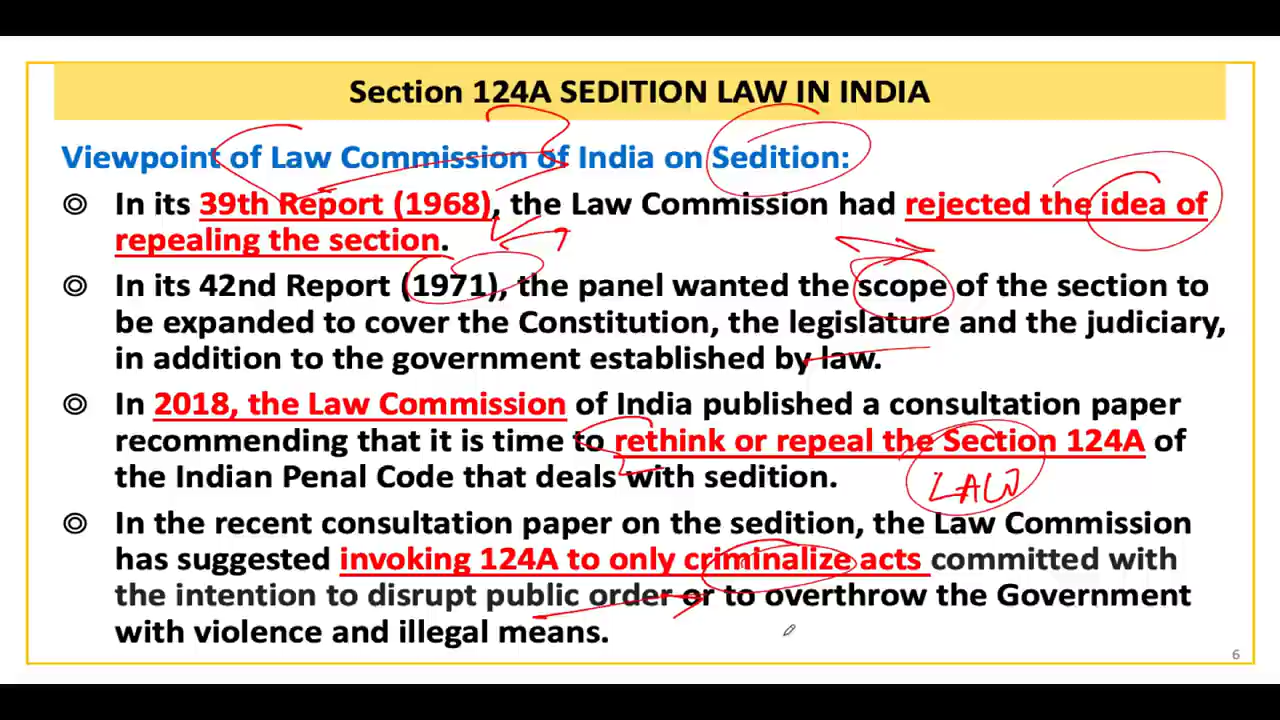 Section 124A SEDITION LAW IN INDIA
Viewpoint of Law Commission of India on Sedition:
◎ In its 39th Report (1968), the Law Commission had rejected the idea of
repealing the section.
◎ In its 42nd Report (1971), the panel wanted the scope of the section to
be expanded to cover the Constitution, the legislature and the judiciary,
in addition to the government established by law.
◎ In 2018, the Law Commission of India published a consultation paper
recommending that it is time to rethink or repeal the Section 124A of
the Indian Penal Code that deals with sedition.
LAW
◎ In the recent consultation paper on the sedition, the Law Commission
has suggested invoking 124A to only criminalize acts committed with
the intention to disrupt public order or to overthrow the Government
with violence and illegal means.
6